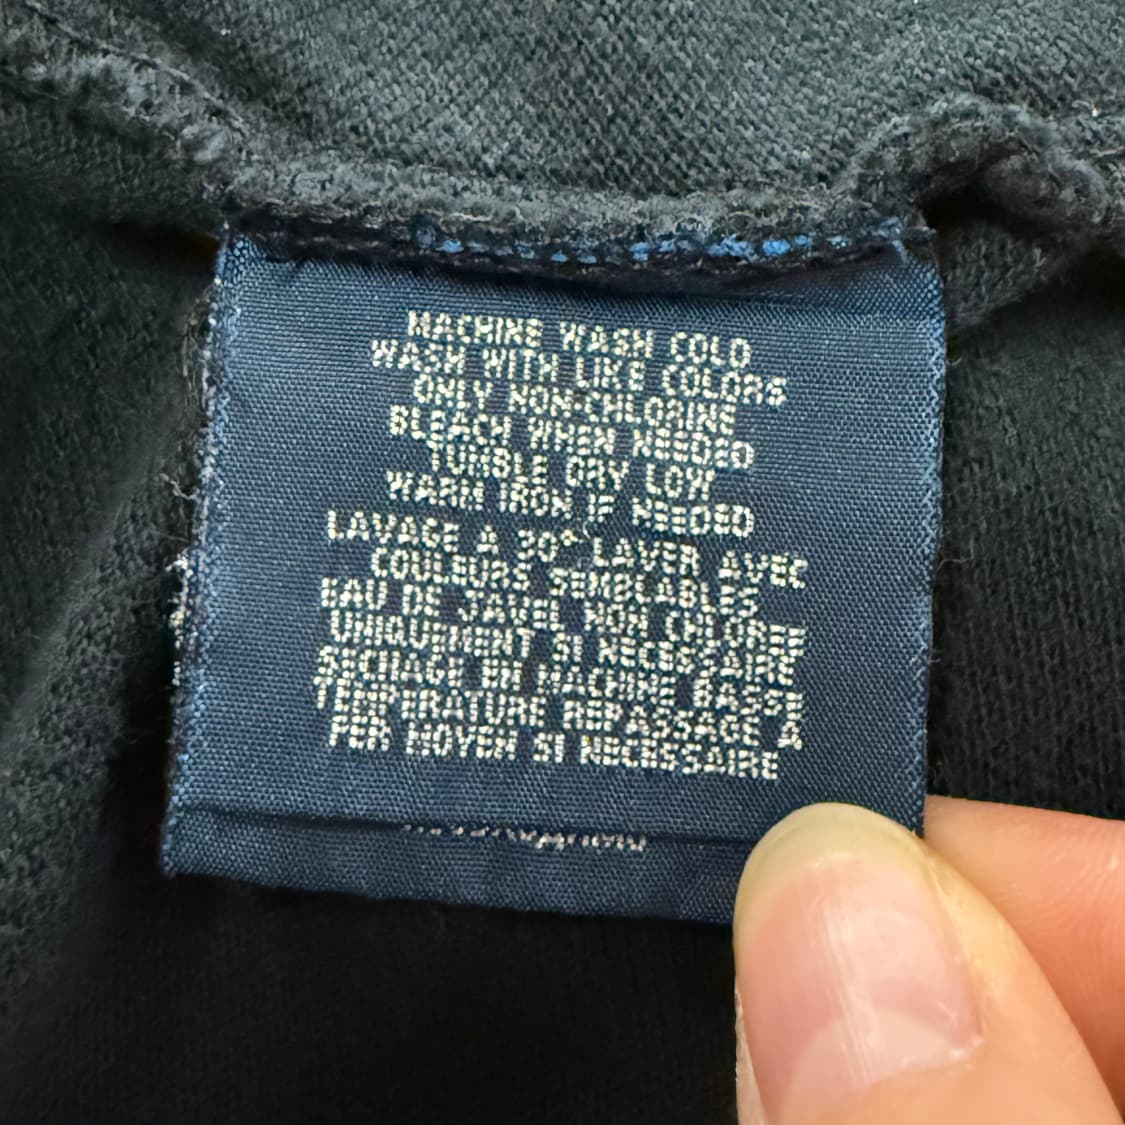 MACHINE WASH COLD
WASH WITH LIKE COLORS
ONLY NON-CHLORINE
BLEACH WHEN NEEDED
TUMBLE DRY LOW
WARM IRON IF NEEDED
LAVAGE A 30° LAVER AVEC
COULEURS SEMBLABLES
EAU DE JAVEL NON CHLOREE
UNIQUEMENT SI NECESSAIRE
SECHAGE EN MACHINE BASSE
TEMPERATURE REPASSAGE A
FER MOYEN SI NECESSAIRE